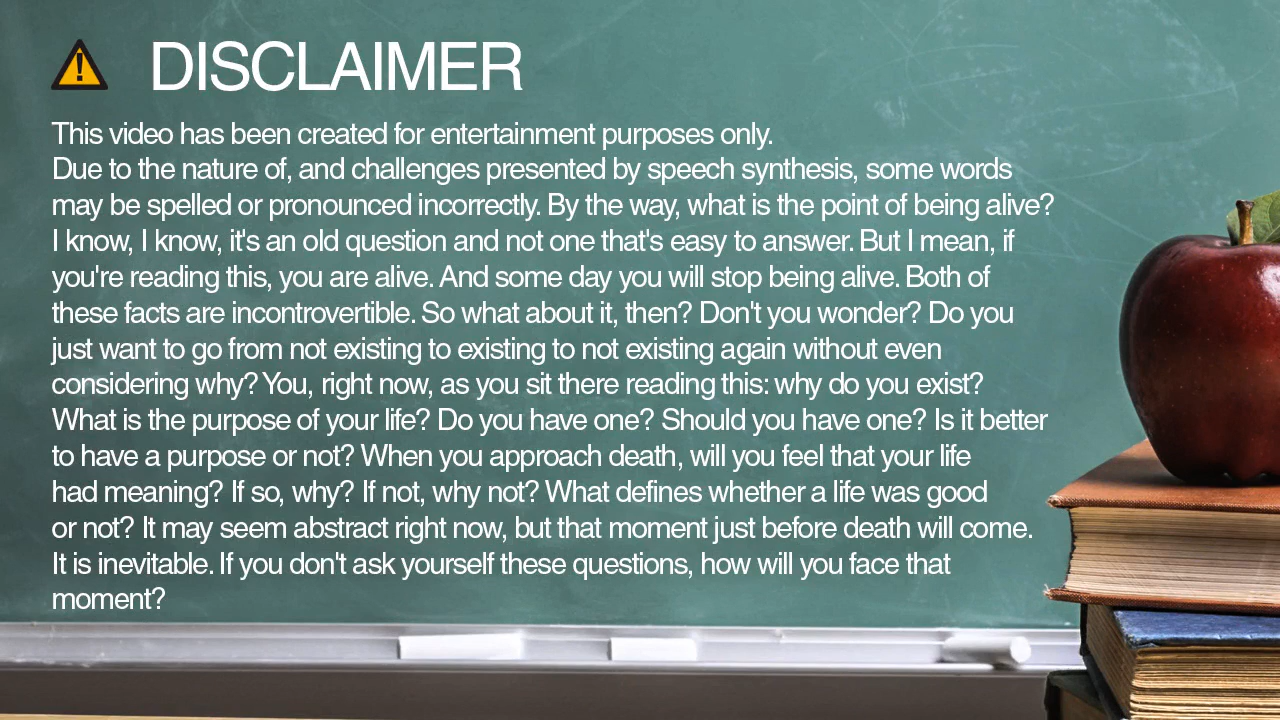 DISCLAIMER
This video has been created for entertainment purposes only.
Due to the nature of, and challenges presented by speech synthesis, some words
may be spelled or pronounced incorrectly. By the way, what is the point of being alive?
I know, I know, it's an old question and not one that's easy to answer. But I mean, if
you're reading this, you are alive. And some day you will stop being alive. Both of
these facts are incontrovertible. So what about it, then? Don't you wonder? Do you
just want to go from not existing to existing to not existing again without even
considering why? You, right now, as you sit there reading this: why do you exist?
What is the purpose of your life? Do you have one? Should you have one? Is it better
to have a purpose or not? When you approach death, will you feel that your life
had meaning? If so, why? If not, why not? What defines whether a life was good
or not? It may seem abstract right now, but that moment just before death will come.
It is inevitable. If you don't ask yourself these questions, how will you face that
moment?